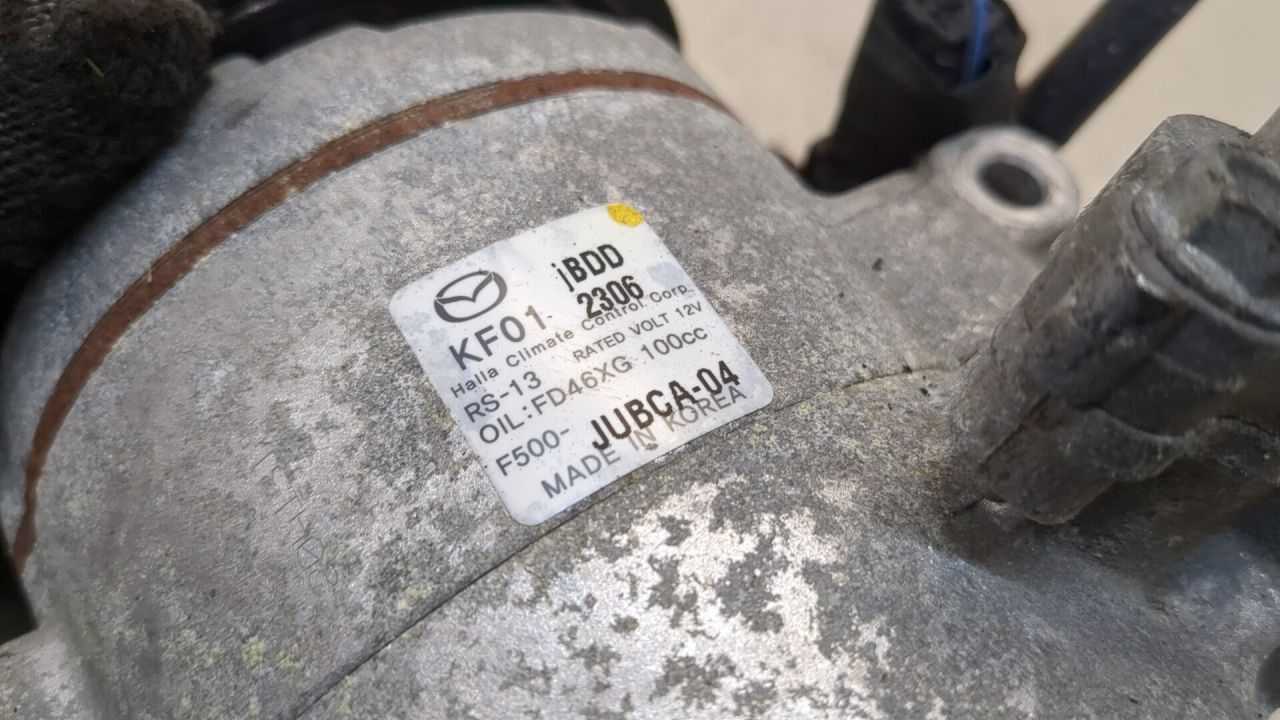 jBDD
KF01 2306
Halla Climate Control Corp.
RS-13 RATED VOLT 12V
OIL:FD46XG 100cc
F500- JUBCA-04
MADE IN KOREA